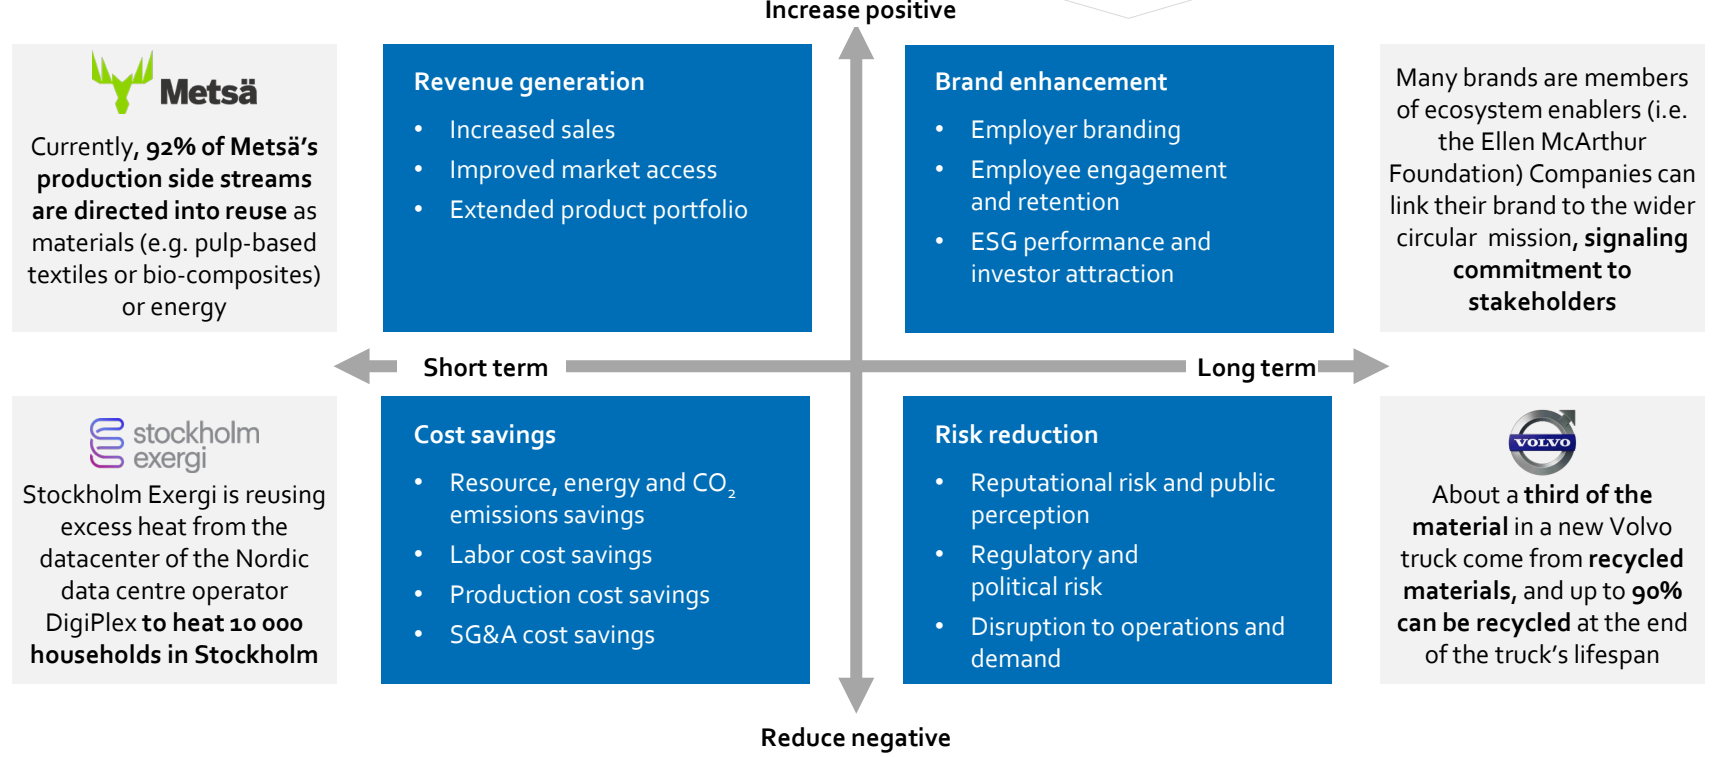 Increase positive
Metsä
Currently, 92% of Metsä's
production side streams
are directed into reuse as
materials (e.g. pulp-based
textiles or bio-composites)
or energy
Revenue generation
• Increased sales
• Improved market access
• Extended product portfolio
Brand enhancement
• Employer branding
• Employee engagement
and retention
• ESG performance and
investor attraction
Many brands are members
of ecosystem enablers (i.e.
the Ellen McArthur
Foundation) Companies can
link their brand to the wider
circular mission, signaling
commitment to
stakeholders
Short term
Long term
stockholm
exergi
Stockholm Exergi is reusing
excess heat from the
datacenter of the Nordic
data centre operator
DigiPlex to heat 10 000
households in Stockholm
Cost savings
• Resource, energy and CO₂
emissions savings
• Labor cost savings
• Production cost savings
• SG&A cost savings
Risk reduction
• Reputational risk and public
perception
• Regulatory and
political risk
• Disruption to operations and
demand
VOLVO
About a third of the
material in a new Volvo
truck come from recycled
materials, and up to 90%
can be recycled at the end
of the truck's lifespan
Reduce negative